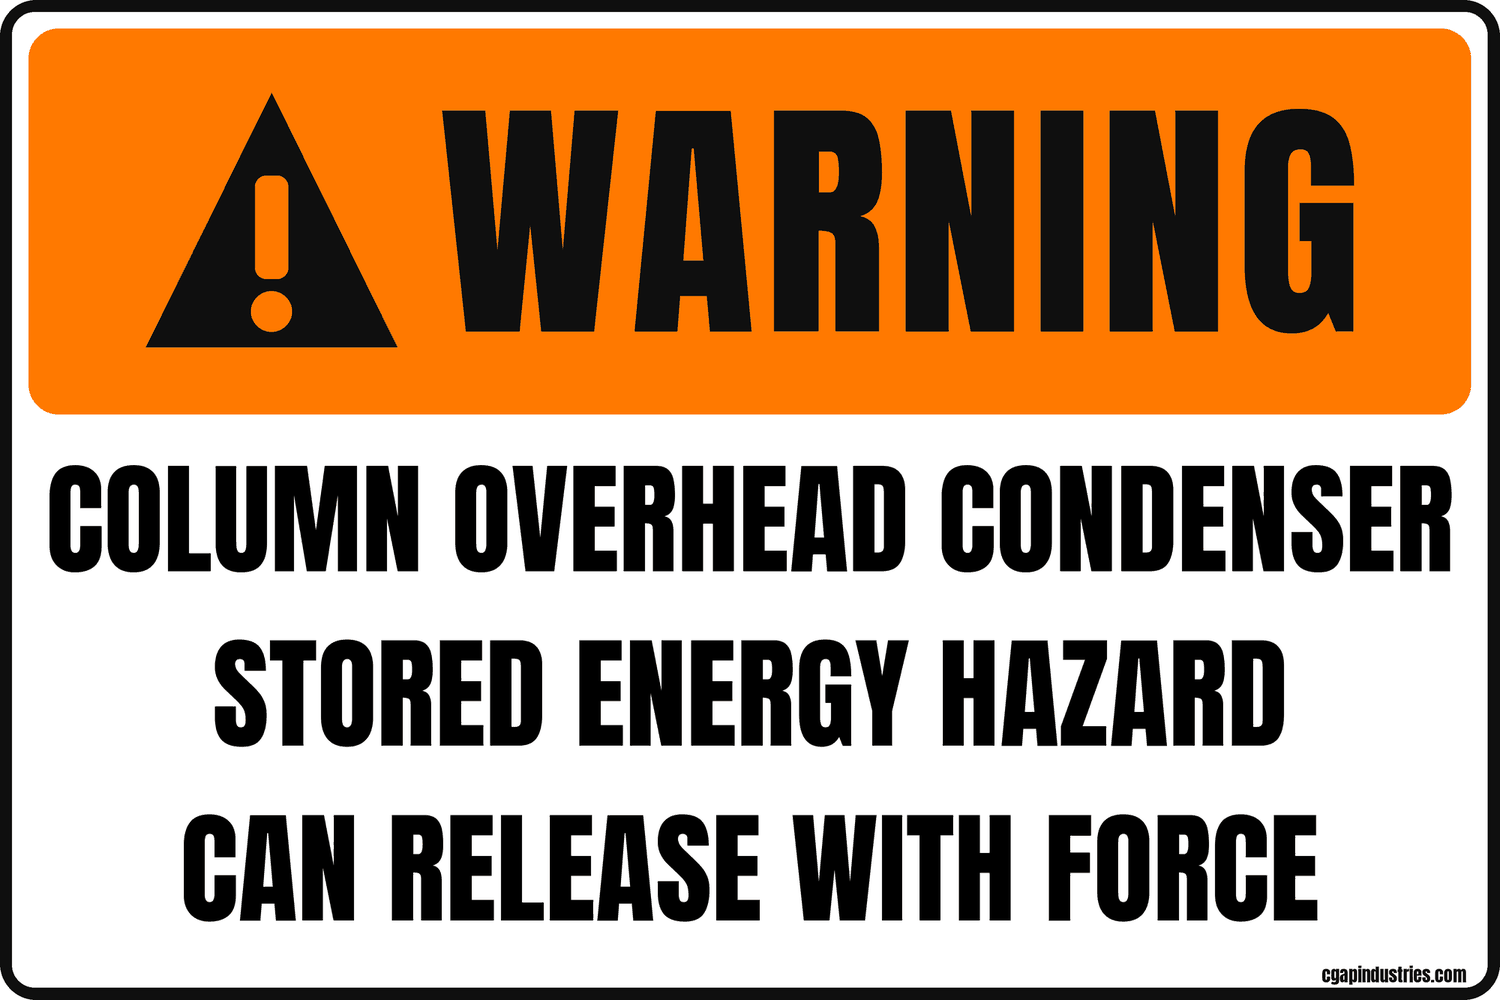 WARNING
COLUMN OVERHEAD CONDENSER
STORED ENERGY HAZARD
CAN RELEASE WITH FORCE
cgapindustries.com